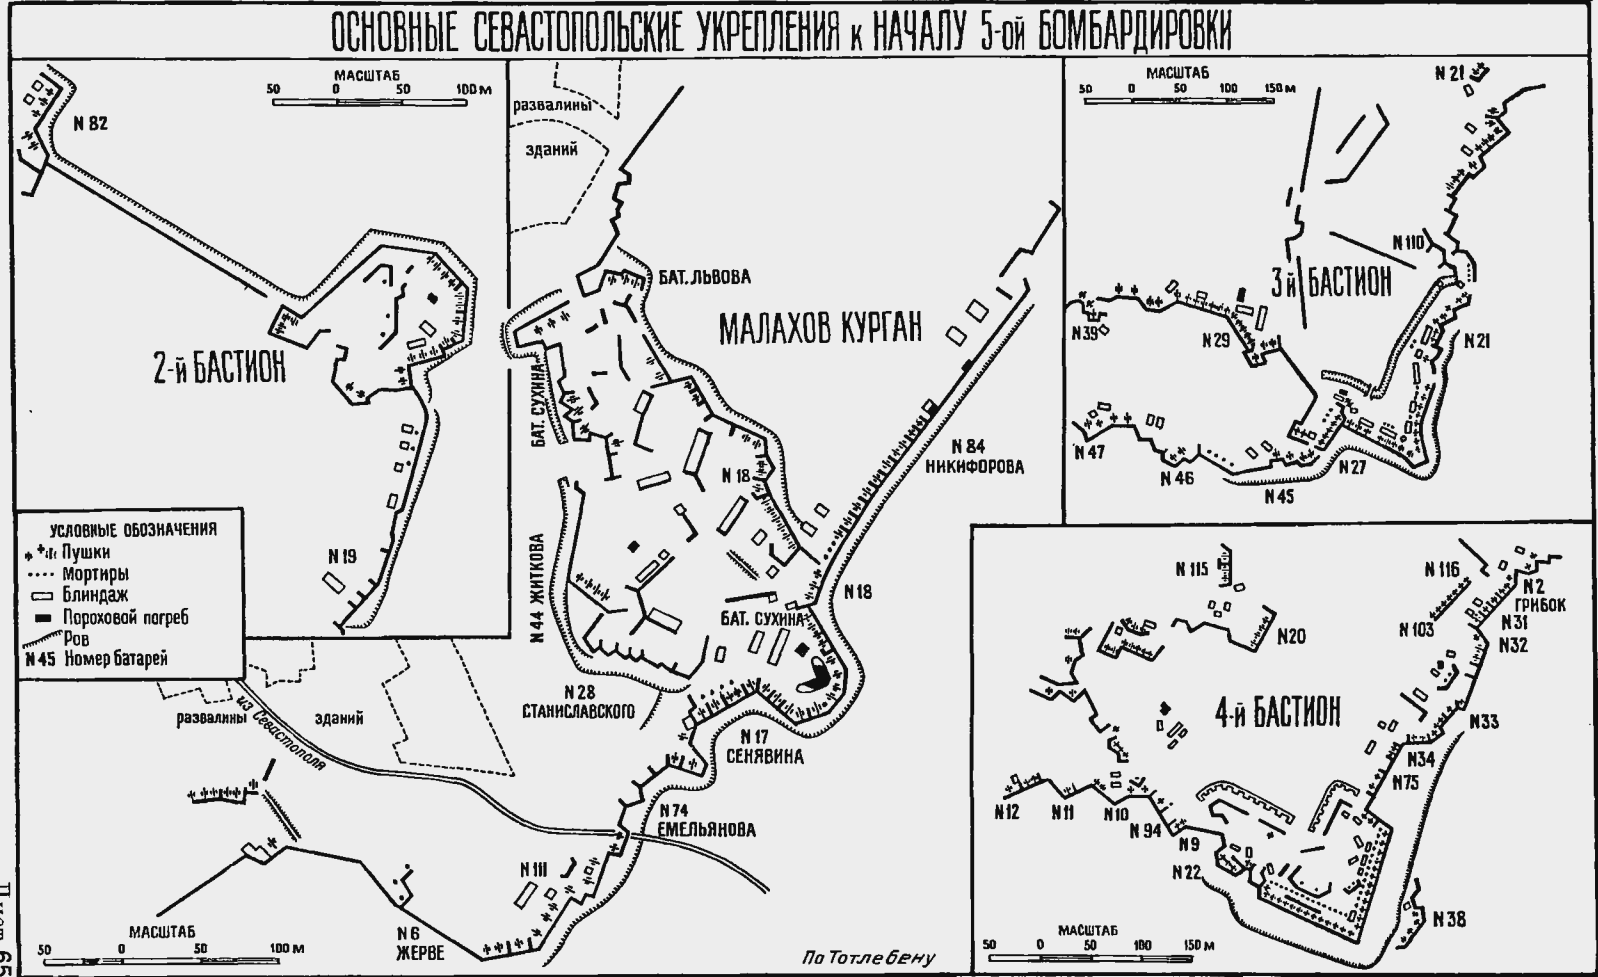 ОСНОВНЫЕ СЕВАСТОПОЛЬСКИЕ УКРЕПЛЕНИЯ к НАЧАЛУ 5-ой БОМБАРДИРОВКИ
МАСШТАБ
50 0 50 100 м
N 82
2-й БАСТИОН
N 19
УСЛОВНЫЕ ОБОЗНАЧЕНИЯ
Пушки
Мортиры
Блиндаж
Пороховой погреб
Ров
N 45 Номер батарей
развалины
зданий
БАТ. ЛЬВОВА
МАЛАХОВ КУРГАН
БАТ. СУХИНА
N 18
N 84
НИКИФОРОВА
N 44 ЖИТКОВА
N 18
БАТ. СУХИНА
N 28
СТАНИСЛАВСКОГО
N 17
СЕНЯВИНА
N 74
ЕМЕЛЬЯНОВА
N 111
развалины
зданий
из Севастополя
N 6
ЖЕРВЕ
МАСШТАБ
50 0 50 100 м
По Тотлебену
МАСШТАБ
50 0 50 100 150 м
N 21
N 110
3й БАСТИОН
N 39
N 29
N 21
N 47
N 46
N 45
N 27
N 115
N 116
N 2
ГРИБОК
N 103
N 31
N 32
N 20
4-й БАСТИОН
N 33
N 34
N 75
N 12
N 11
N 10
N 94
N 9
N 22
N 38
МАСШТАБ
50 0 50 100 150 м